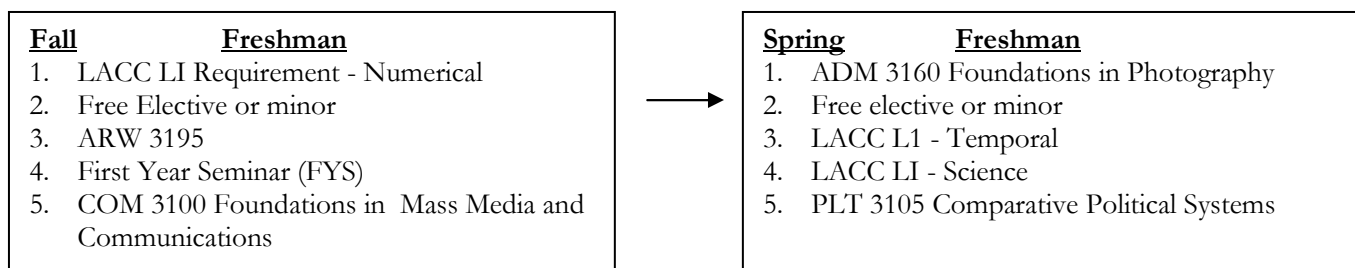 Fall Freshman
1. LACC LI Requirement - Numerical
2. Free Elective or minor
3. ARW 3195
4. First Year Seminar (FYS)
5. COM 3100 Foundations in Mass Media and
Communications
Spring Freshman
1. ADM 3160 Foundations in Photography
2. Free elective or minor
3. LACC L1 - Temporal
4. LACC LI - Science
5. PLT 3105 Comparative Political Systems